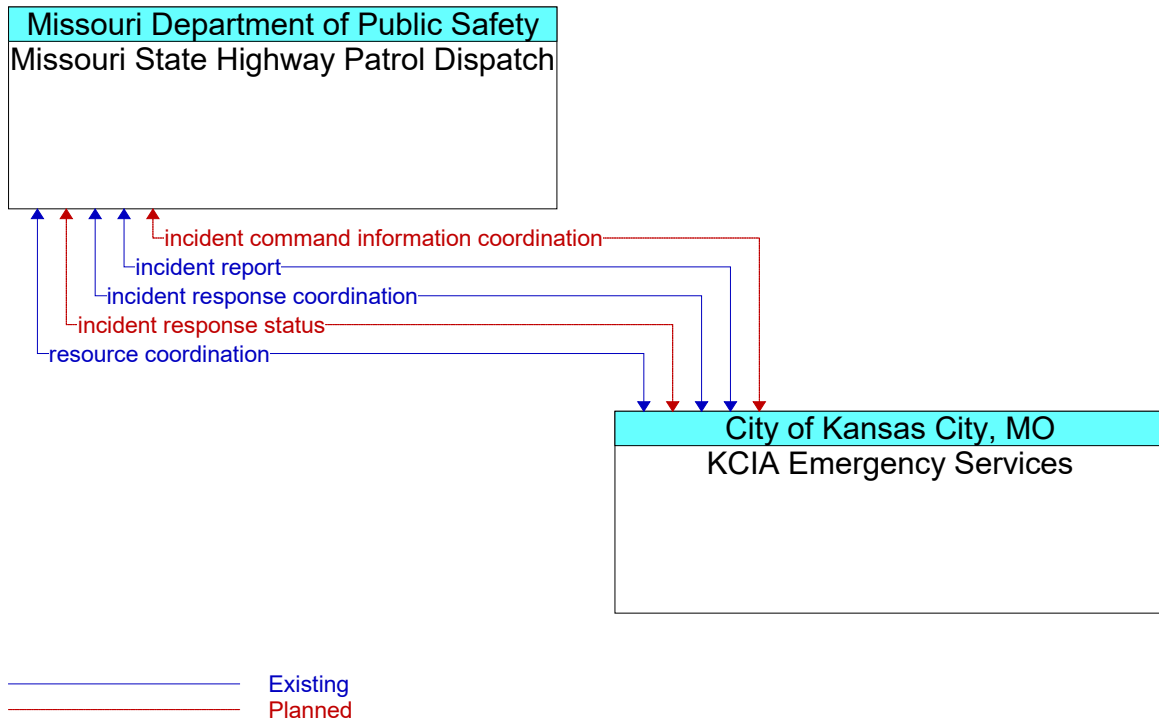 Missouri Department of Public Safety
Missouri State Highway Patrol Dispatch
incident command information coordination
incident report
incident response coordination
incident response status
resource coordination
City of Kansas City, MO
KCIA Emergency Services
Existing
Planned